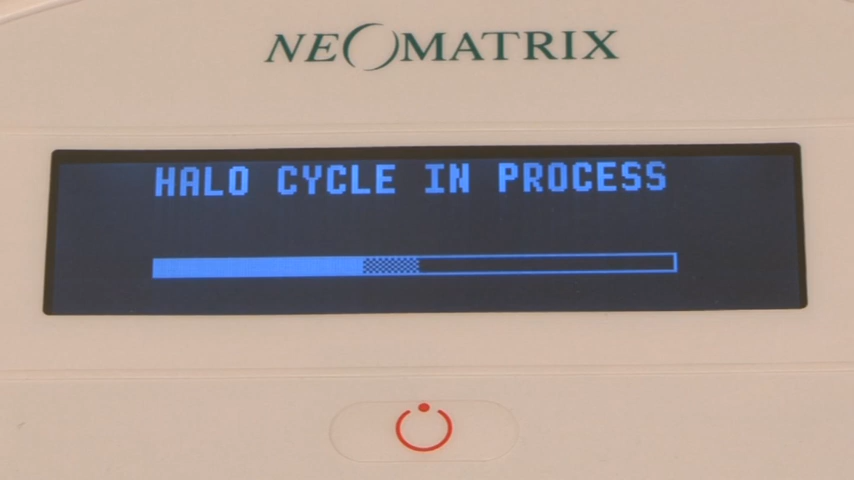 NEOMATRIX
HALO CYCLE IN PROCESS